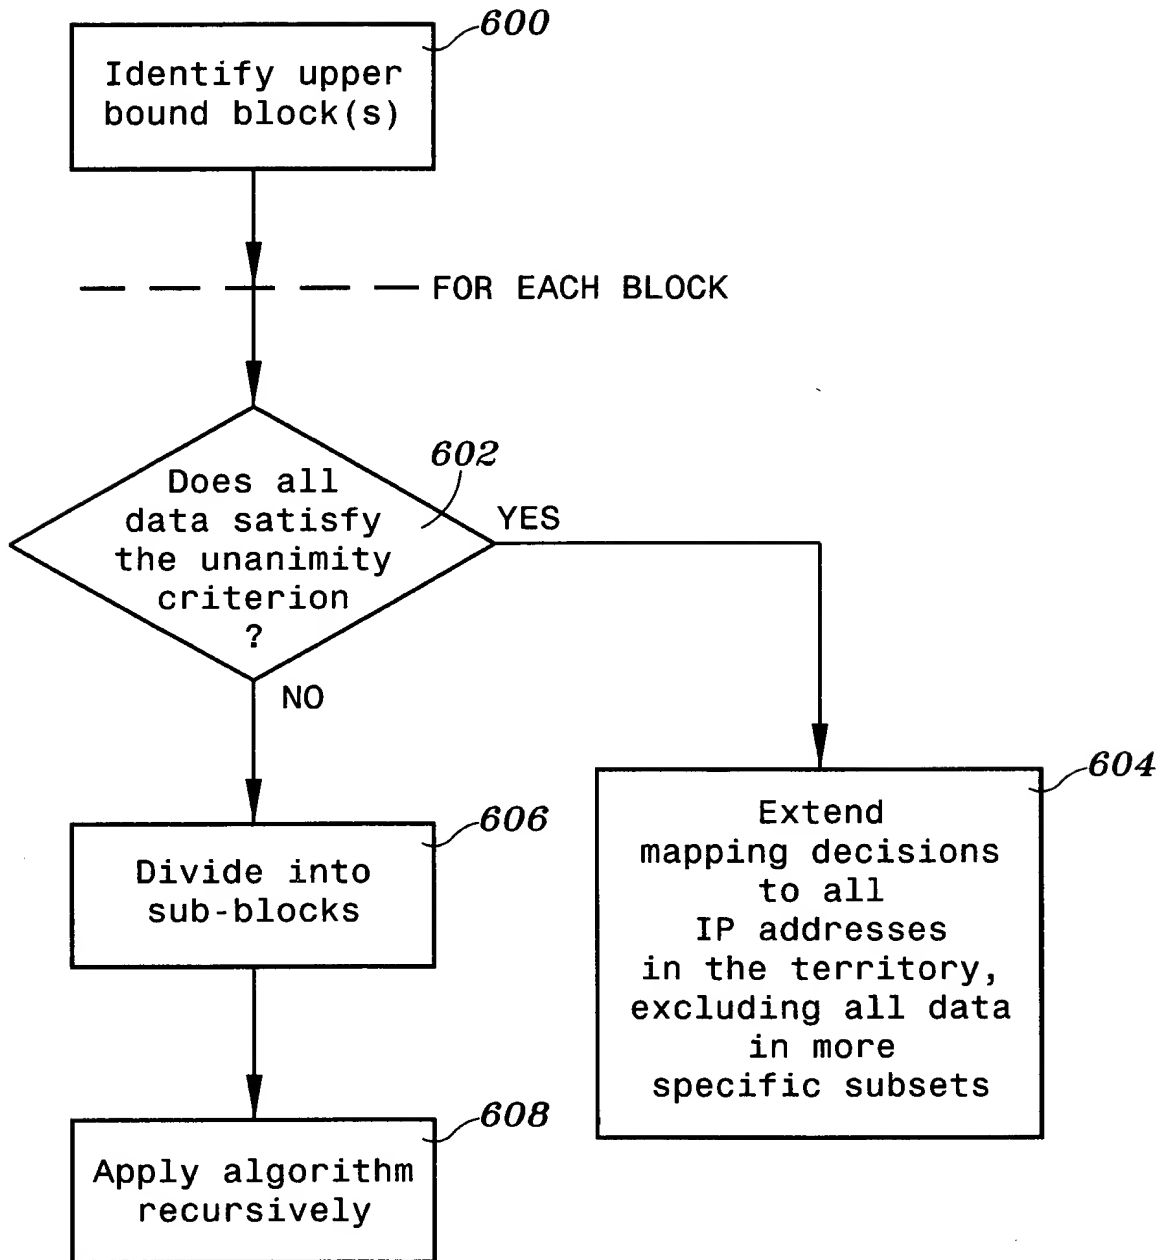 600
Identify upper
bound block(s)
FOR EACH BLOCK
602
Does all
data satisfy
the unanimity
criterion
?
YES
NO
604
Extend
mapping decisions
to all
IP addresses
in the territory,
excluding all data
in more
specific subsets
606
Divide into
sub-blocks
608
Apply algorithm
recursively